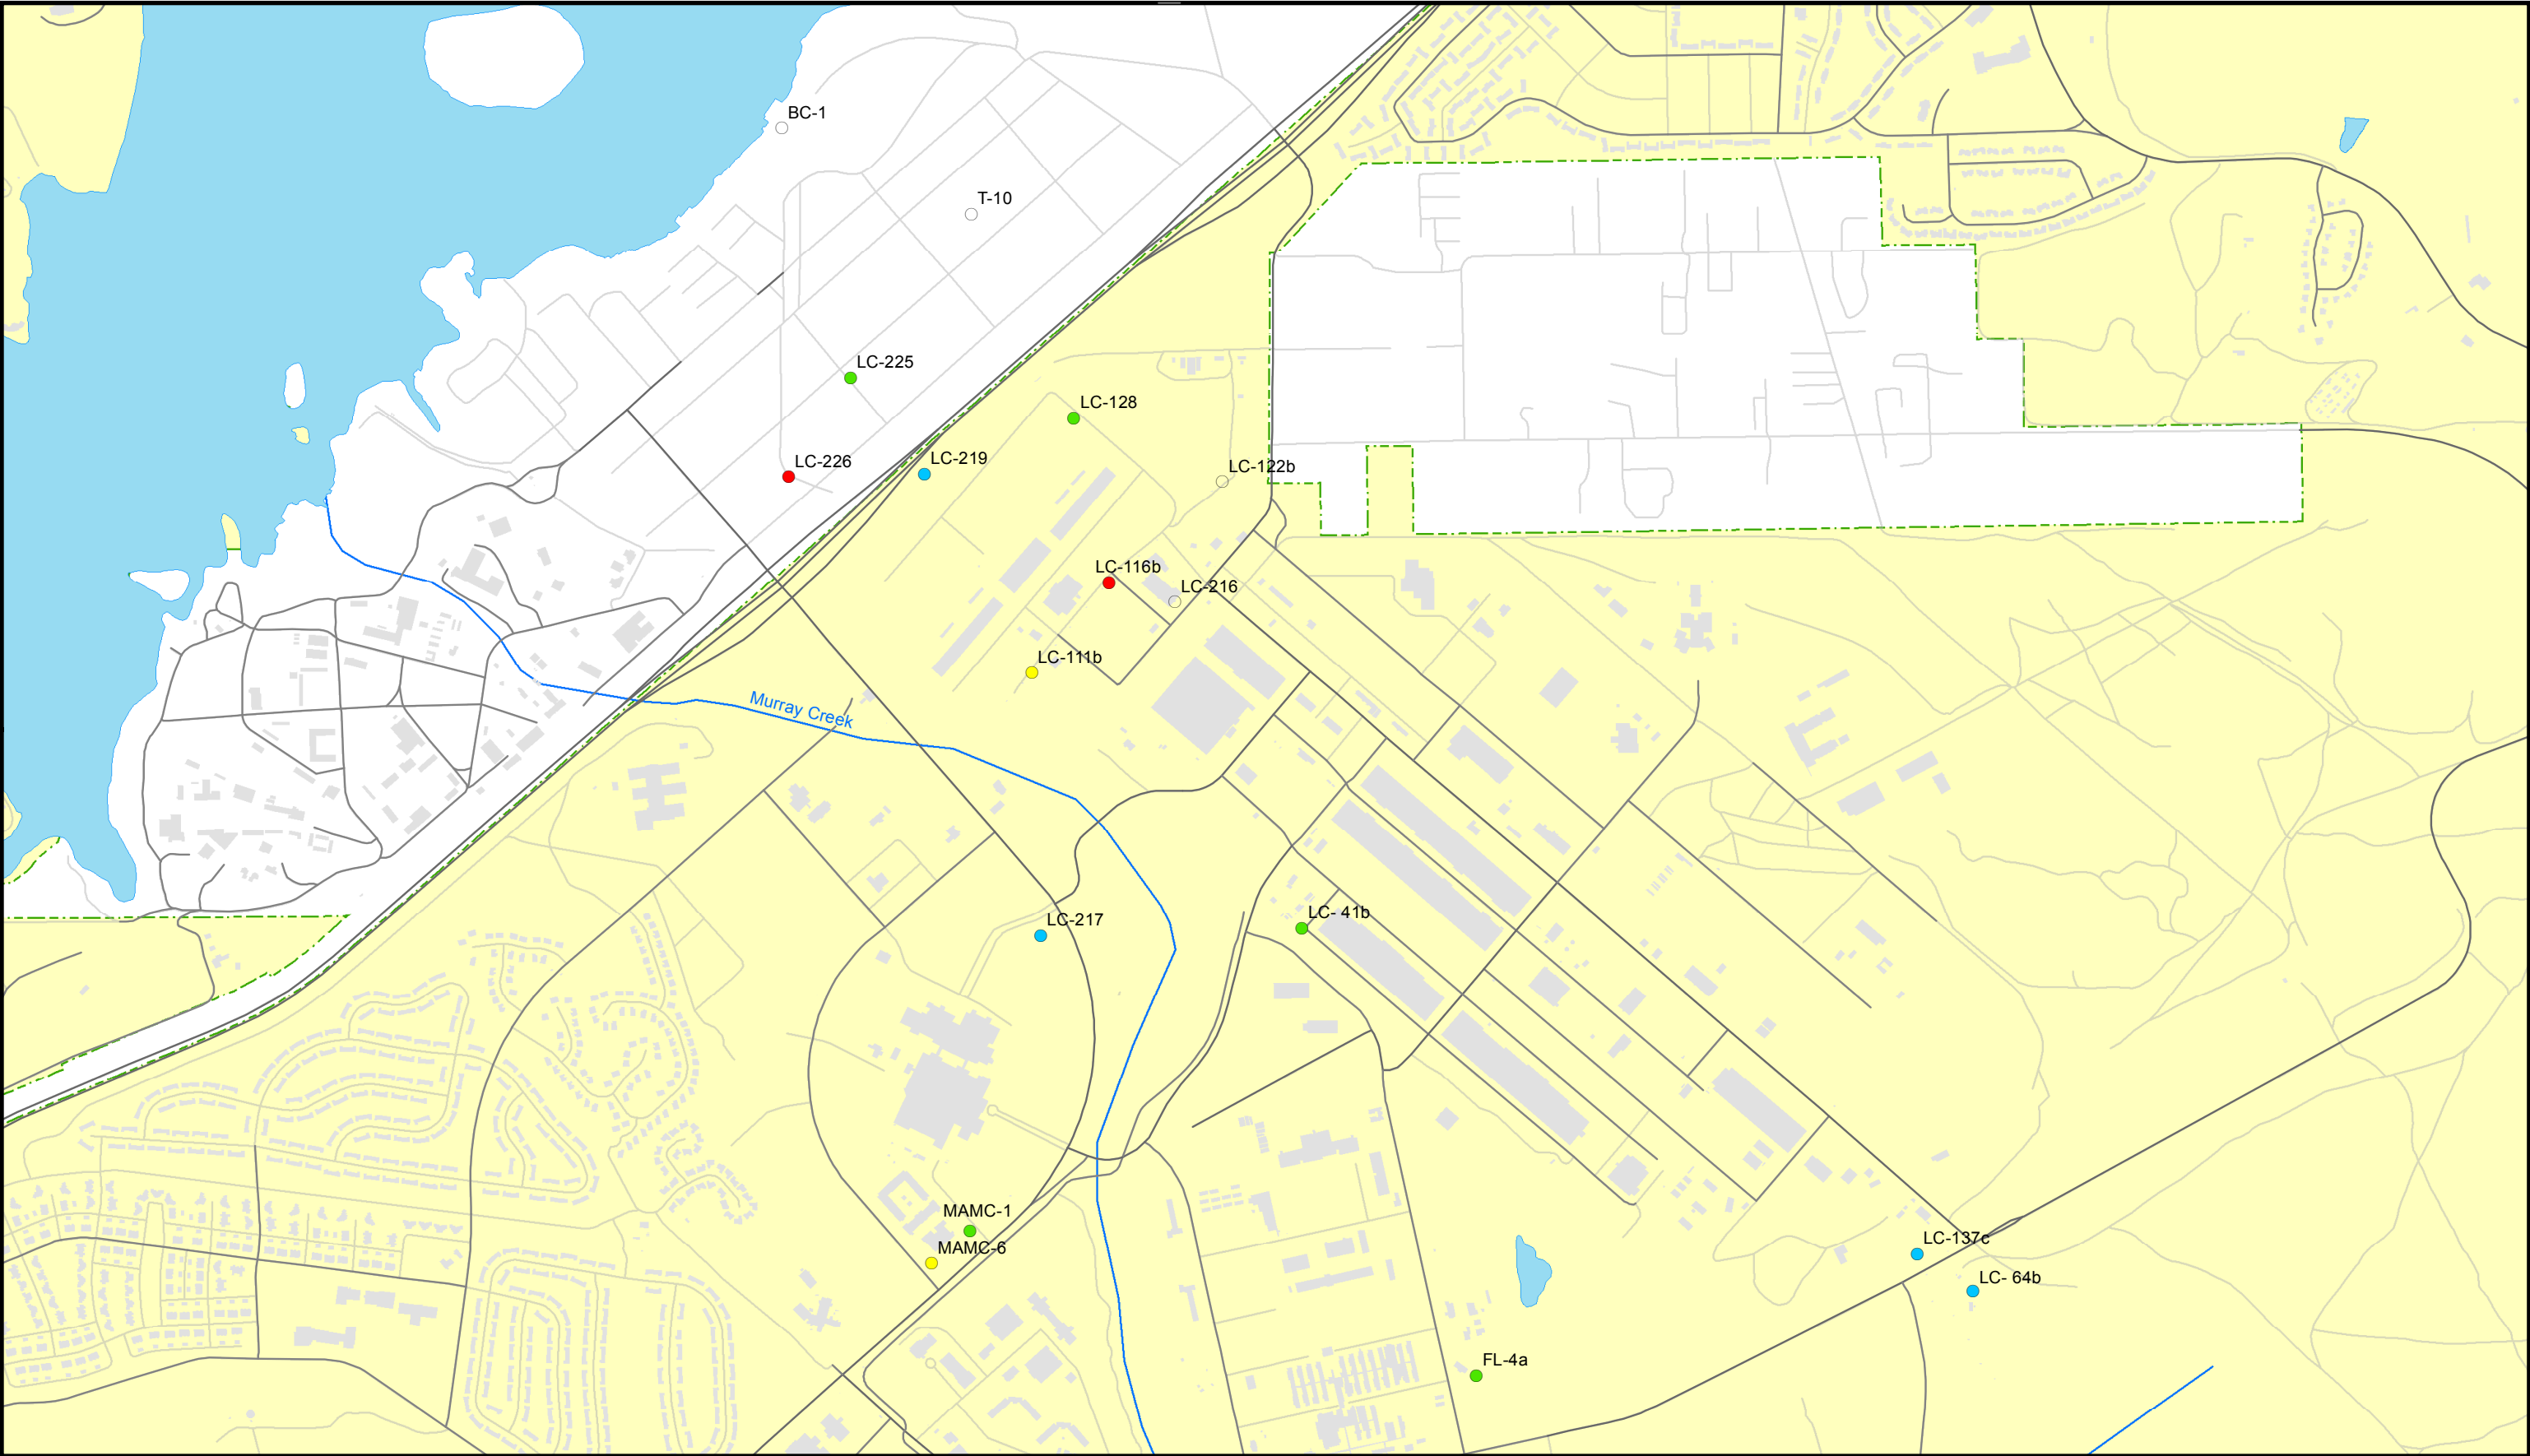 BC-1
T-10
LC-225
LC-128
LC-226
LC-219
LC-122b
LC-116b
LC-216
LC-111b
Murray Creek
LC-217
LC- 41b
MAMC-1
MAMC-6
LC-137c
LC- 64b
FL-4a